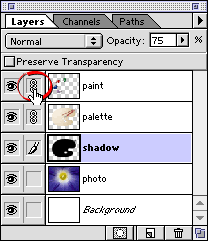 Layers Channels Paths
Normal Opacity: 75 %
Preserve Transparency
paint
palette
shadow
photo
Background